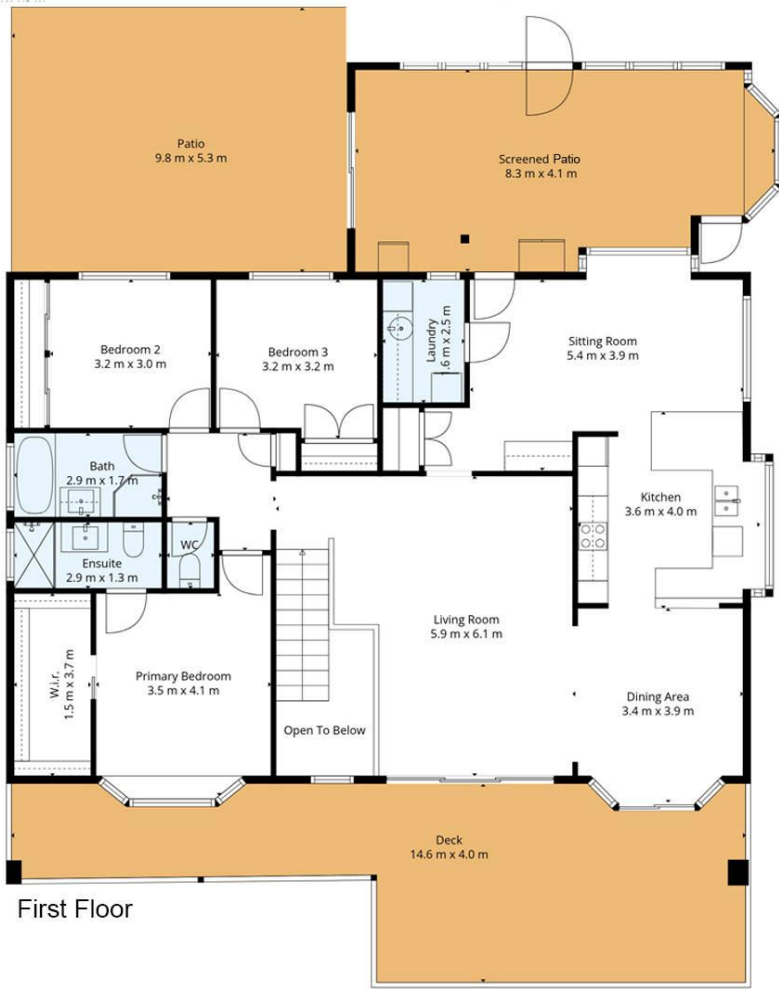 Patio
9.8 m x 5.3 m
Screened Patio
8.3 m x 4.1 m
Bedroom 2
3.2 m x 3.0 m
Bedroom 3
3.2 m x 3.2 m
Laundry
1.6 m x 2.5 m
Sitting Room
5.4 m x 3.9 m
Bath
2.9 m x 1.7 m
Kitchen
3.6 m x 4.0 m
WC
Ensuite
2.9 m x 1.3 m
Living Room
5.9 m x 6.1 m
W.i.r.
1.5 m x 3.7 m
Primary Bedroom
3.5 m x 4.1 m
Dining Area
3.4 m x 3.9 m
Open To Below
Deck
14.6 m x 4.0 m
First Floor